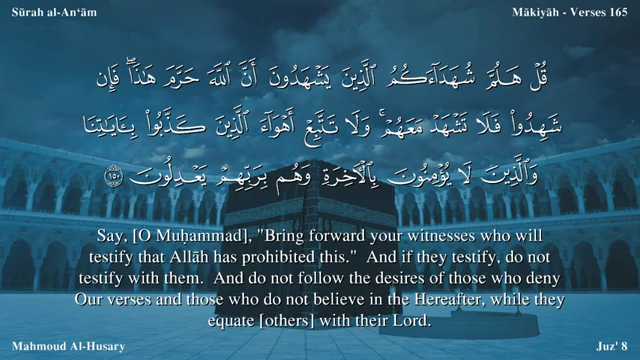 Sūrah al-An‘ām
Mākiyāh - Verses 165
قُلْ هَلُمَّ شُهَدَآءَكُمُ ٱلَّذِينَ يَشْهَدُونَ أَنَّ ٱللَّهَ حَرَّمَ هَـٰذَا ۖ فَإِن
شَهِدُوا۟ فَلَا تَشْهَدْ مَعَهُمْ ۚ وَلَا تَتَّبِعْ أَهْوَآءَ ٱلَّذِينَ كَذَّبُوا۟ بِـَٔايَـٰتِنَا
وَٱلَّذِينَ لَا يُؤْمِنُونَ بِٱلْـَٔاخِرَةِ وَهُم بِرَبِّهِمْ يَعْدِلُونَ ١٥٠
Say, [O Muḥammad], "Bring forward your witnesses who will
testify that Allāh has prohibited this."  And if they testify, do not
testify with them.  And do not follow the desires of those who deny
Our verses and those who do not believe in the Hereafter, while they
equate [others] with their Lord.
Mahmoud Al-Husary
Juz' 8